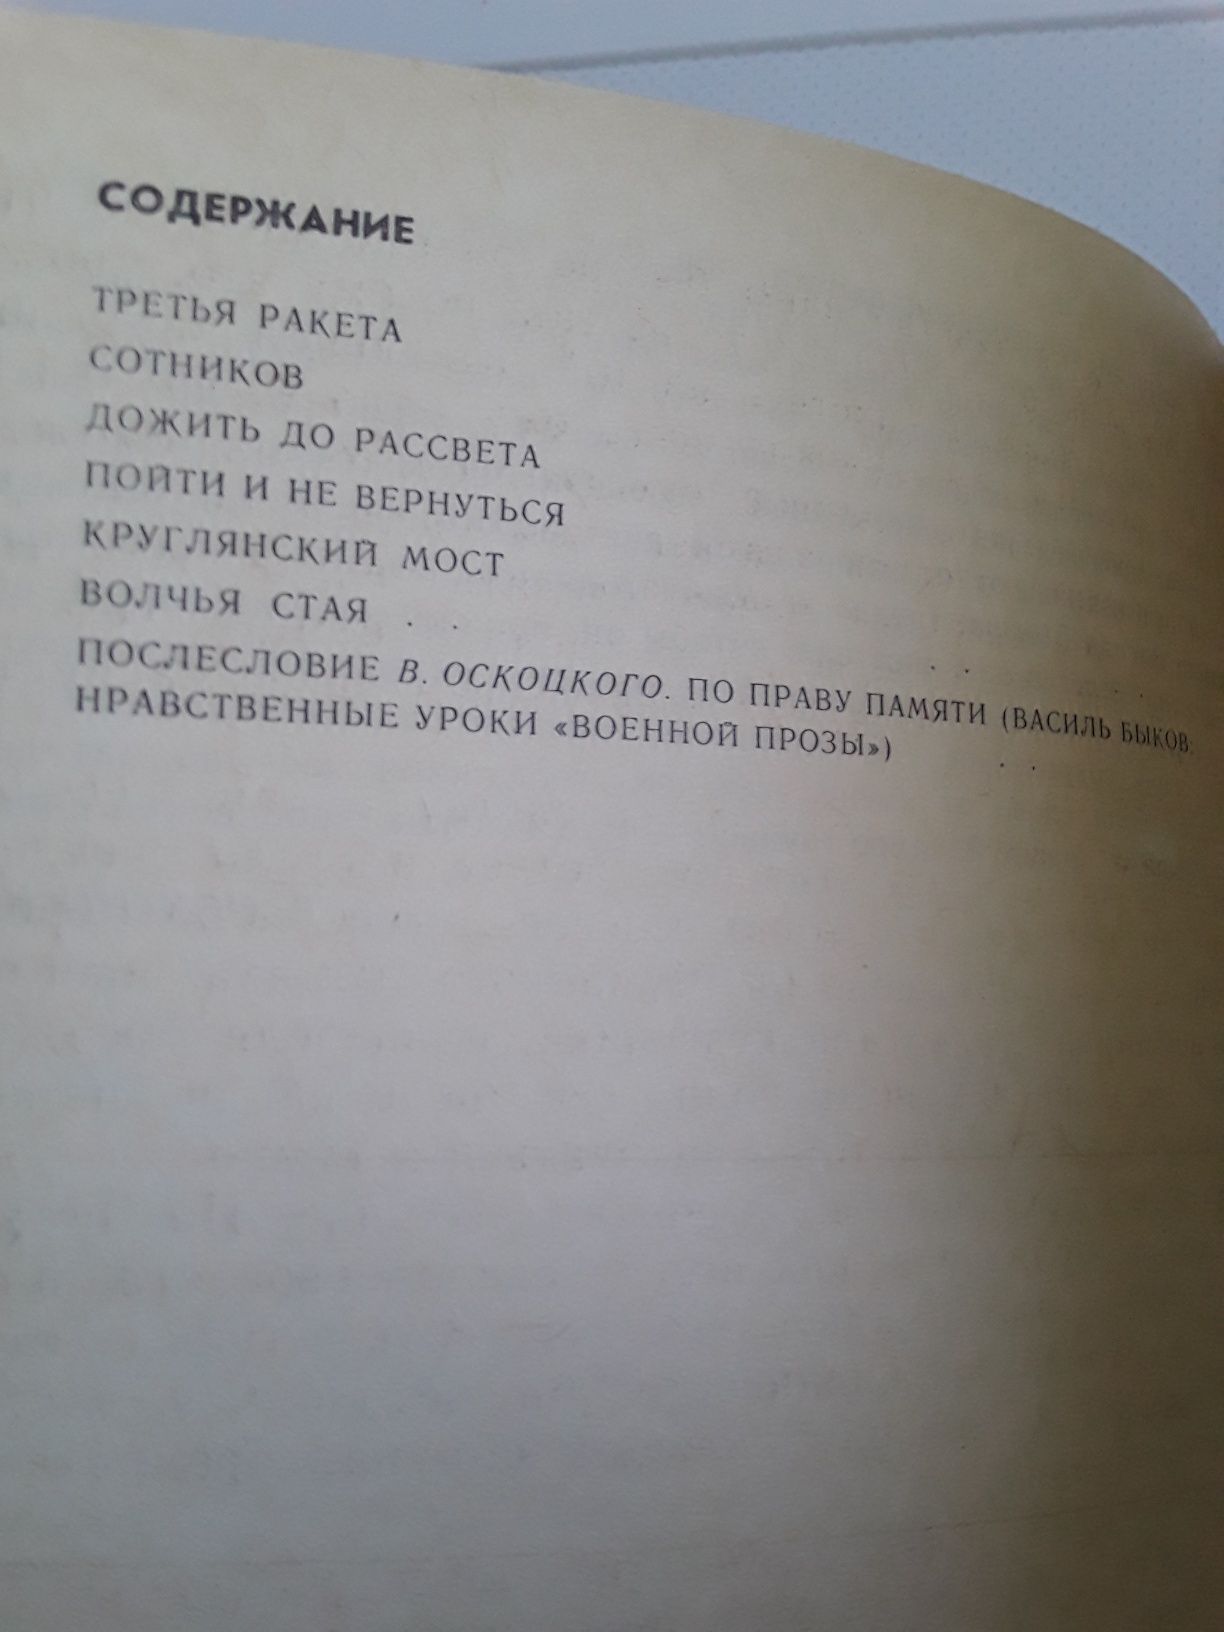 СОДЕРЖАНИЕ
ТРЕТЬЯ РАКЕТА
СОТНИКОВ
ДОЖИТЬ ДО РАССВЕТА
ПОЙТИ И НЕ ВЕРНУТЬСЯ
КРУГЛЯНСКИЙ МОСТ
ВОЛЧЬЯ СТАЯ . .
ПОСЛЕСЛОВИЕ В. ОСКОЦКОГО. ПО ПРАВУ ПАМЯТИ (ВАСИЛЬ БЫКОВ:
НРАВСТВЕННЫЕ УРОКИ «ВОЕННОЙ ПРОЗЫ») . .